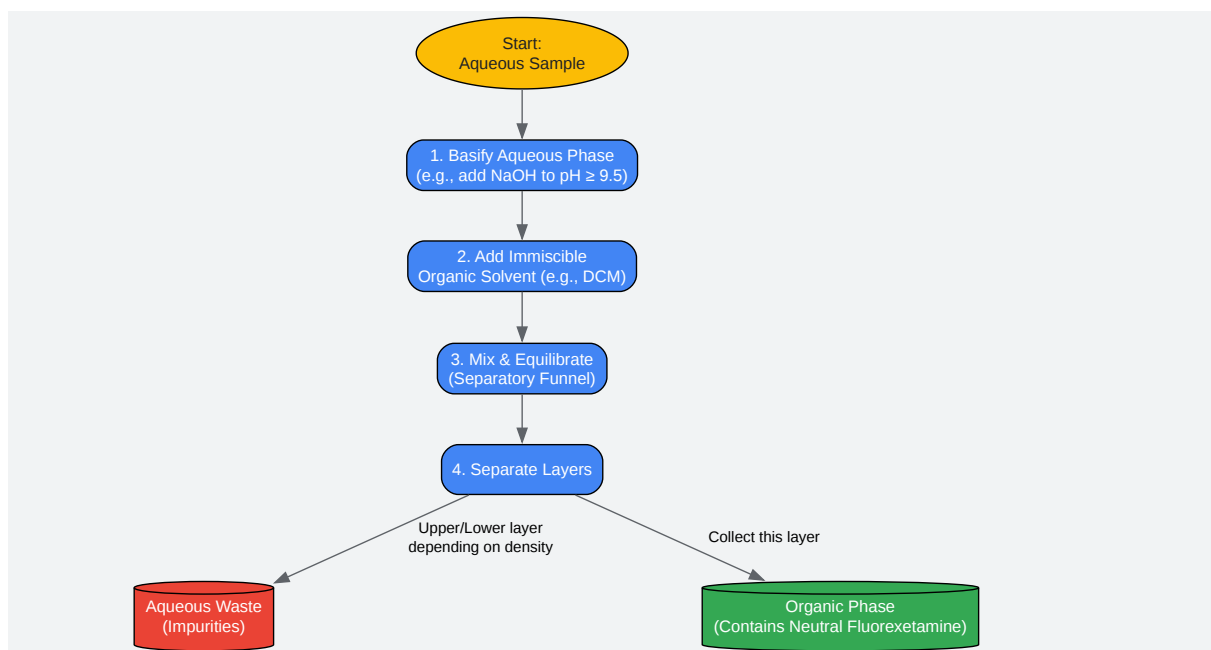 Start:
Aqueous Sample
1. Basify Aqueous Phase
(e.g., add NaOH to pH ≥ 9.5)
2. Add Immiscible
Organic Solvent (e.g., DCM)
3. Mix & Equilibrate
(Separatory Funnel)
4. Separate Layers
Upper/Lower layer
depending on density
Collect this layer
Aqueous Waste
(Impurities)
Organic Phase
(Contains Neutral Fluorexetamine)